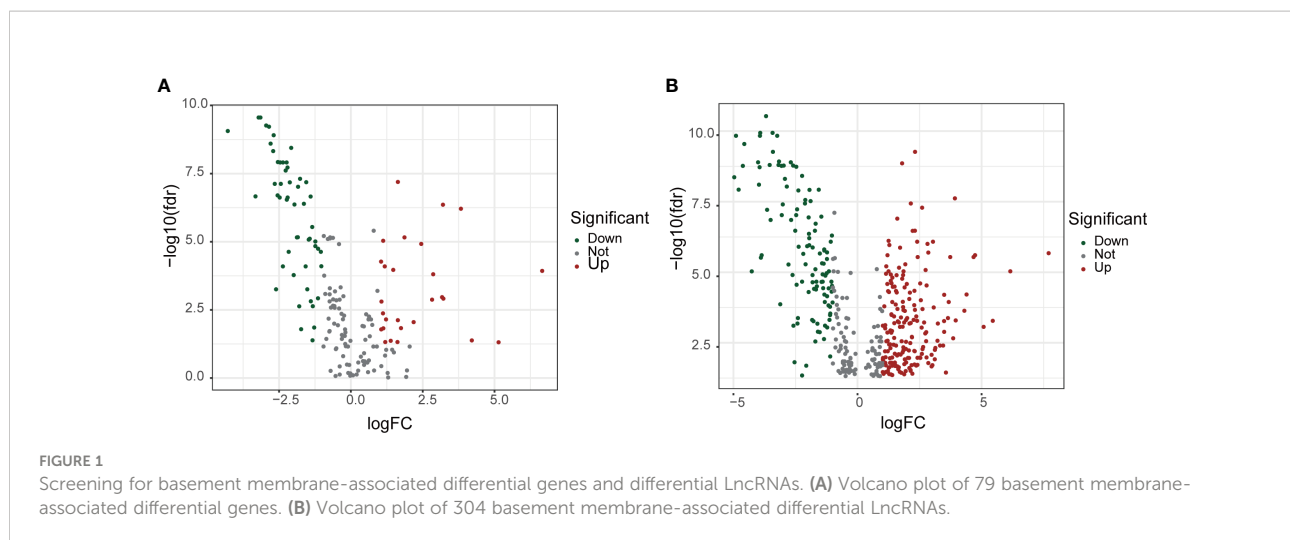 A
B
10.0
7.5
5.0
2.5
0.0
−log10(fdr)
−2.5
0.0
2.5
5.0
logFC
Significant
Down
Not
Up
10.0
7.5
5.0
2.5
−log10(fdr)
−5
0
5
logFC
Significant
Down
Not
Up
FIGURE 1
Screening for basement membrane-associated differential genes and differential LncRNAs. (A) Volcano plot of 79 basement membrane-
associated differential genes. (B) Volcano plot of 304 basement membrane-associated differential LncRNAs.